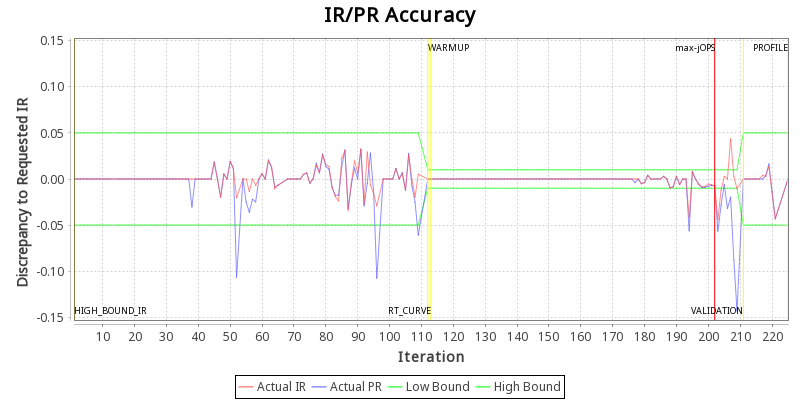 IR/PR Accuracy
Discrepancy to Requested IR
0.15
0.10
0.05
0.00
-0.05
-0.10
-0.15
WARMUP
max-jOPS
PROFILE
HIGH_BOUND_IR
RT_CURVE
VALIDATION
10 20 30 40 50 60 70 80 90 100 110 120 130 140 150 160 170 180 190 200 210 220
Iteration
Actual IR Actual PR Low Bound High Bound